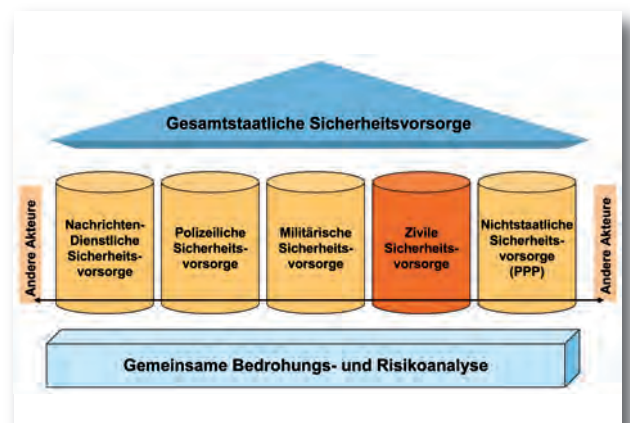 Gesamtstaatliche Sicherheitsvorsorge
Andere Akteure
Nachrichten-
Dienstliche
Sicherheits-
vorsorge
Polizeiliche
Sicherheits-
vorsorge
Militärische
Sicherheits-
vorsorge
Zivile
Sicherheits-
vorsorge
Nichtstaatliche
Sicherheits-
vorsorge
(PPP)
Andere Akteure
Gemeinsame Bedrohungs- und Risikoanalyse